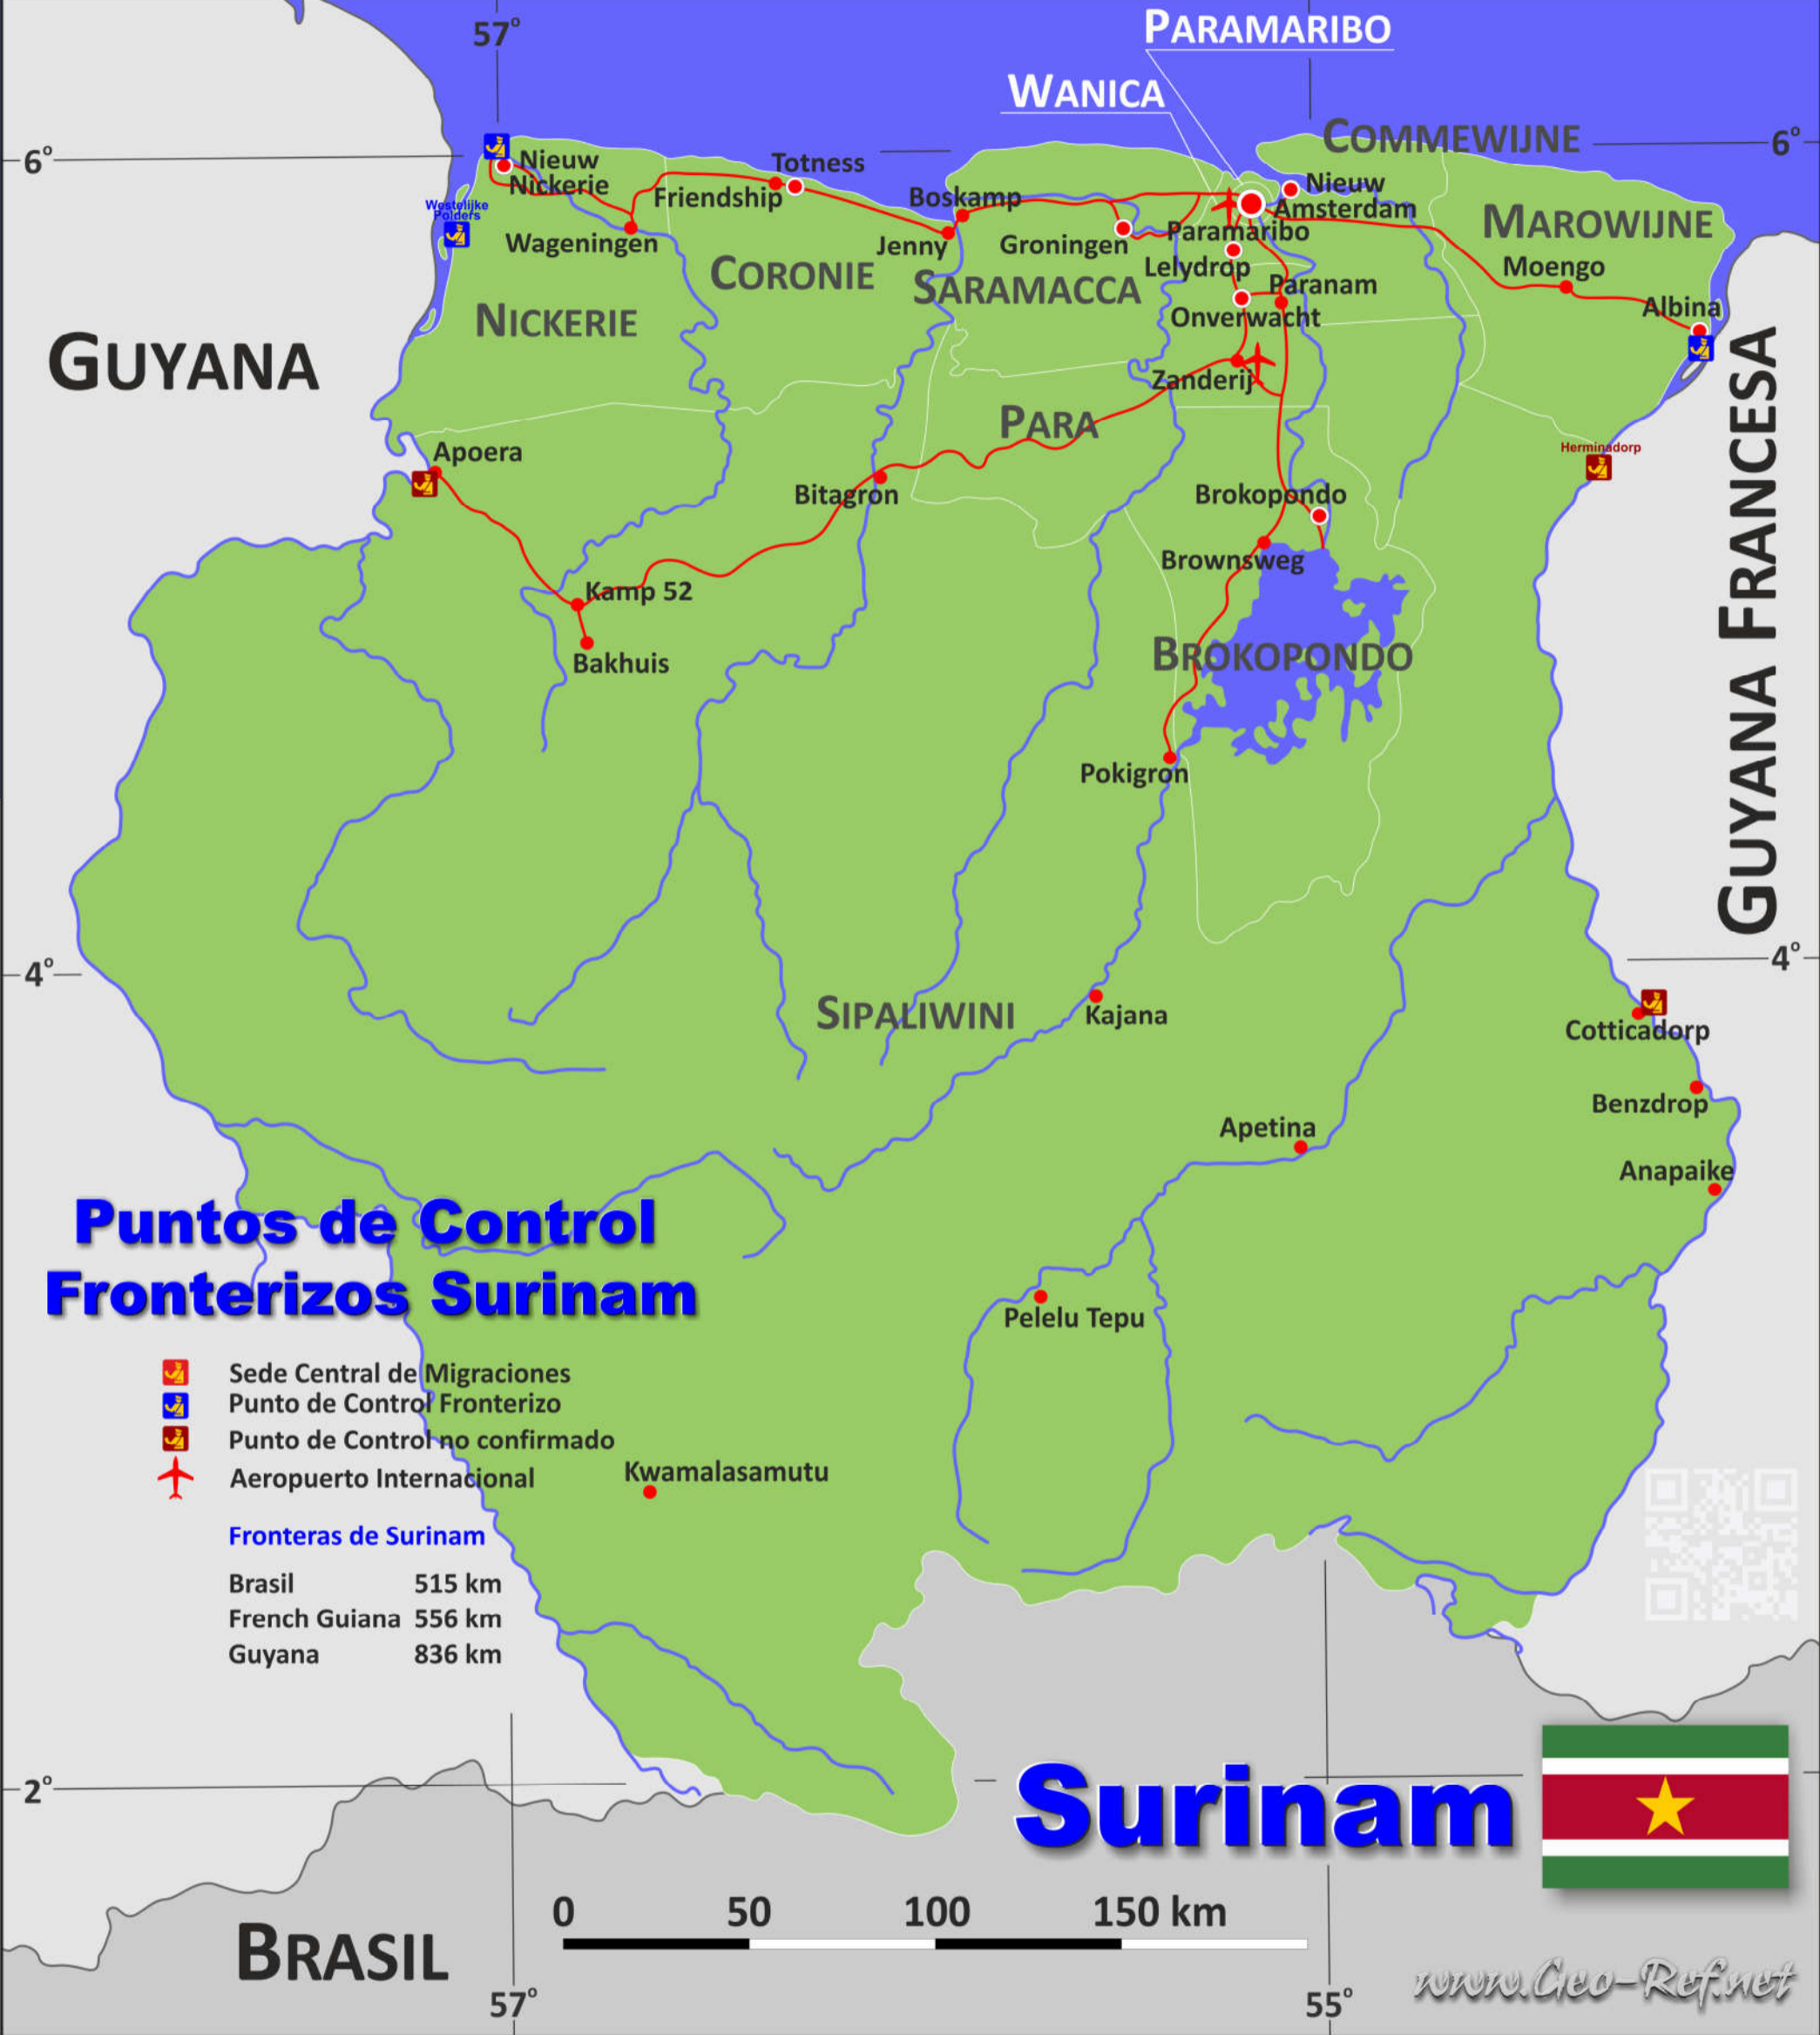 57°
PARAMARIBO
WANICA
COMMEWIJNE
6°
6°
Nieuw
Nickerie
Totness
Friendship
Boskamp
Nieuw
Amsterdam
Westelijke
Polders
Wageningen
Jenny
Groningen
Paramaribo
MAROWIJNE
CORONIE
SARAMACCA
Lelydrop
Paranam
Moengo
NICKERIE
Onverwacht
Albina
GUYANA
Zanderij
PARA
GUYANA FRANCESA
Apoera
Herminadorp
Bitagron
Brokopondo
Brownsweg
Kamp 52
Bakhuis
BROKOPONDO
Pokigron
4°
4°
SIPALIWINI
Kajana
Cotticadorp
Benzdrop
Apetina
Anapaike
Puntos de Control
Fronterizos Surinam
Pelelu Tepu
Sede Central de Migraciones
Punto de Control Fronterizo
Punto de Control no confirmado
Aeropuerto Internacional
Kwamalasamutu
Fronteras de Surinam
Brasil 515 km
French Guiana 556 km
Guyana 836 km
2°
Surinam
0 50 100 150 km
BRASIL
www.Geo-Ref.net
57°
55°